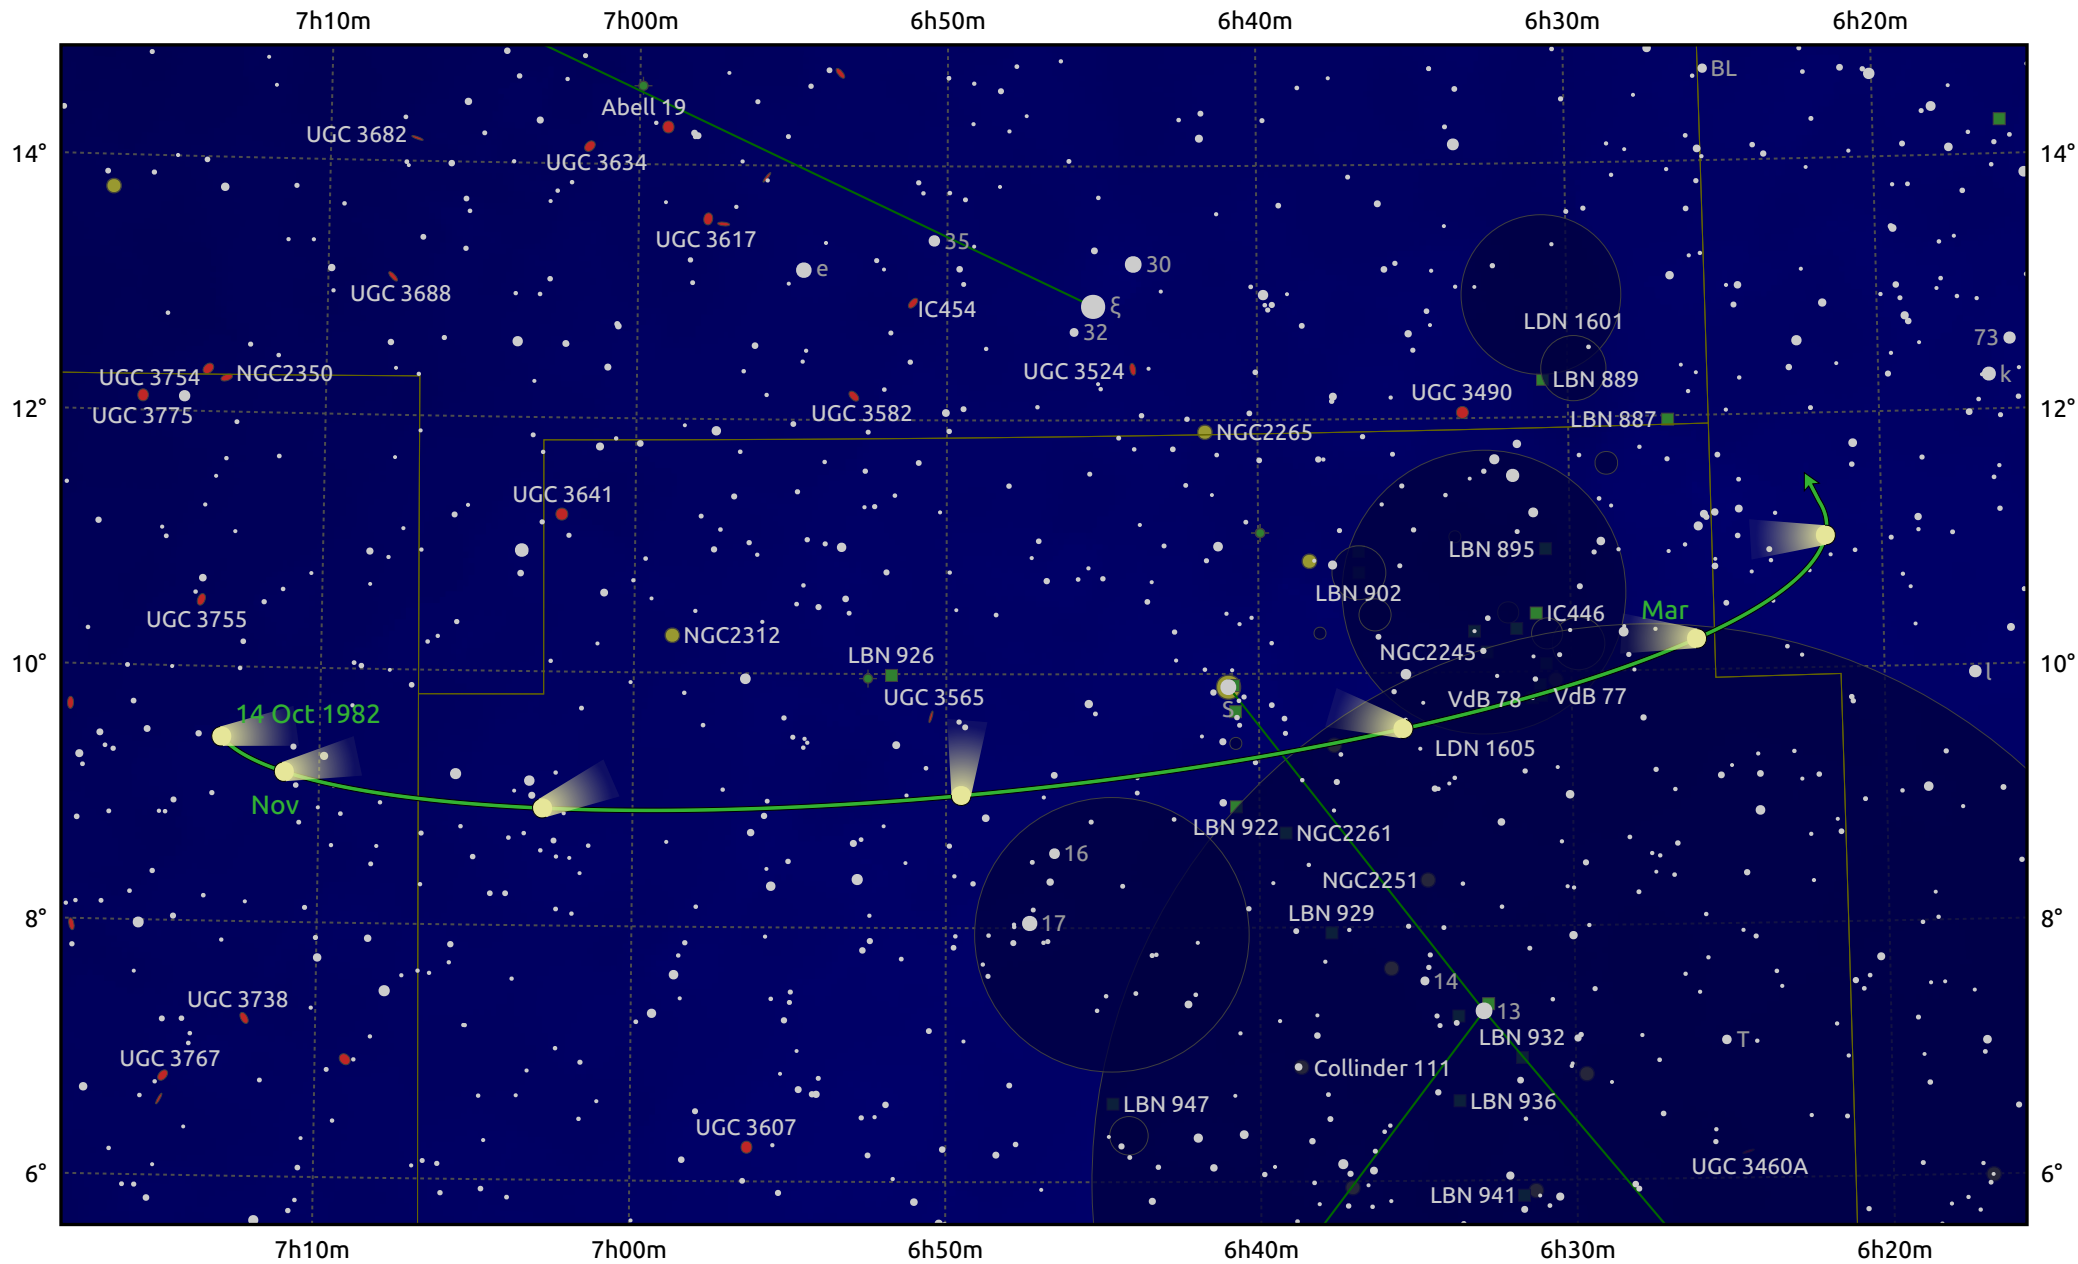 7h10m 7h00m 6h50m 6h40m 6h30m 6h20m
BL
Abell 19
UGC 3682
14° 14°
UGC 3634
UGC 3617
35
30
e
UGC 3688
ξ
IC454
LDN 1601
32
73
UGC 3524
k
UGC 3754 NGC2350
LBN 889
UGC 3490
12° 12°
UGC 3775
UGC 3582
LBN 887
NGC2265
UGC 3641
LBN 895
LBN 902
Mar
IC446
UGC 3755
NGC2312
NGC2245
LBN 926
10° 10°
l
UGC 3565
VdB 78 VdB 77
S
14 Oct 1982
LDN 1605
Nov
LBN 922
NGC2261
16
NGC2251
LBN 929
8° 8°
17
14
UGC 3738
13
LBN 932
T
UGC 3767
Collinder 111
LBN 947
LBN 936
UGC 3607
UGC 3460A
6° 6°
LBN 941
7h10m 7h00m 6h50m 6h40m 6h30m 6h20m